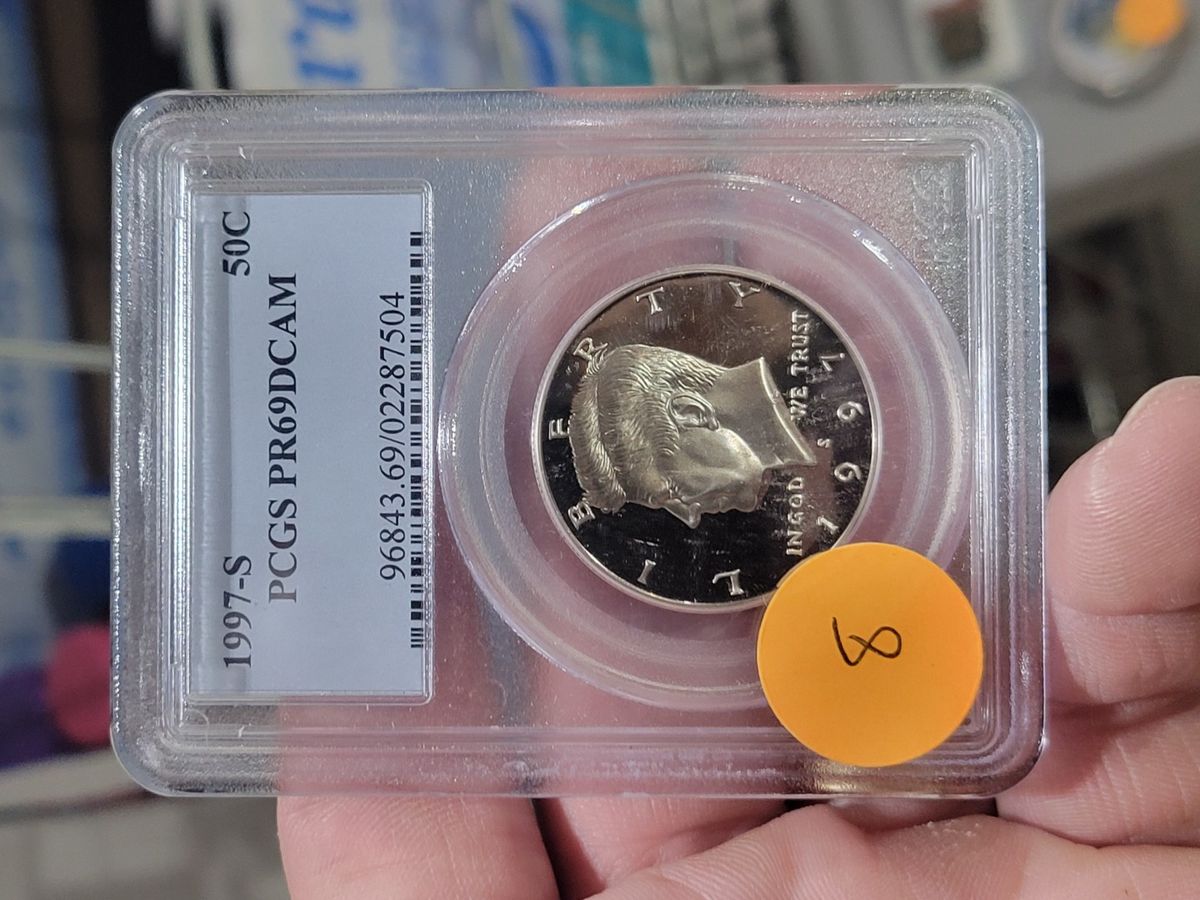 1997-S 50C
PCGS PR69DCAM
96843.69/02287504
LIBERTY
IN GOD WE TRUST
S
1997
8